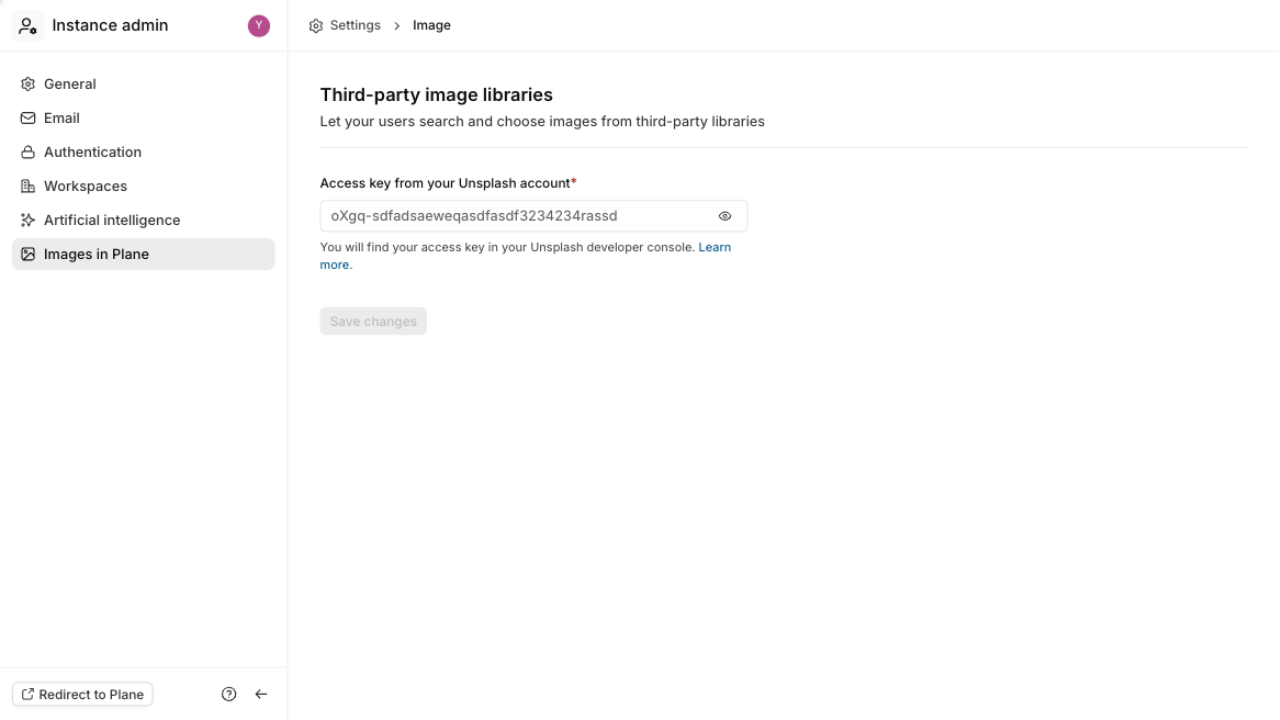 Instance admin
Y
Settings
Image
General
Email
Authentication
Workspaces
Artificial intelligence
Images in Plane
Third-party image libraries
Let your users search and choose images from third-party libraries
Access key from your Unsplash account*
oXgq-sdfadsaeweqasdfasdf3234234rassd
You will find your access key in your Unsplash developer console. Learn
more.
Save changes
Redirect to Plane